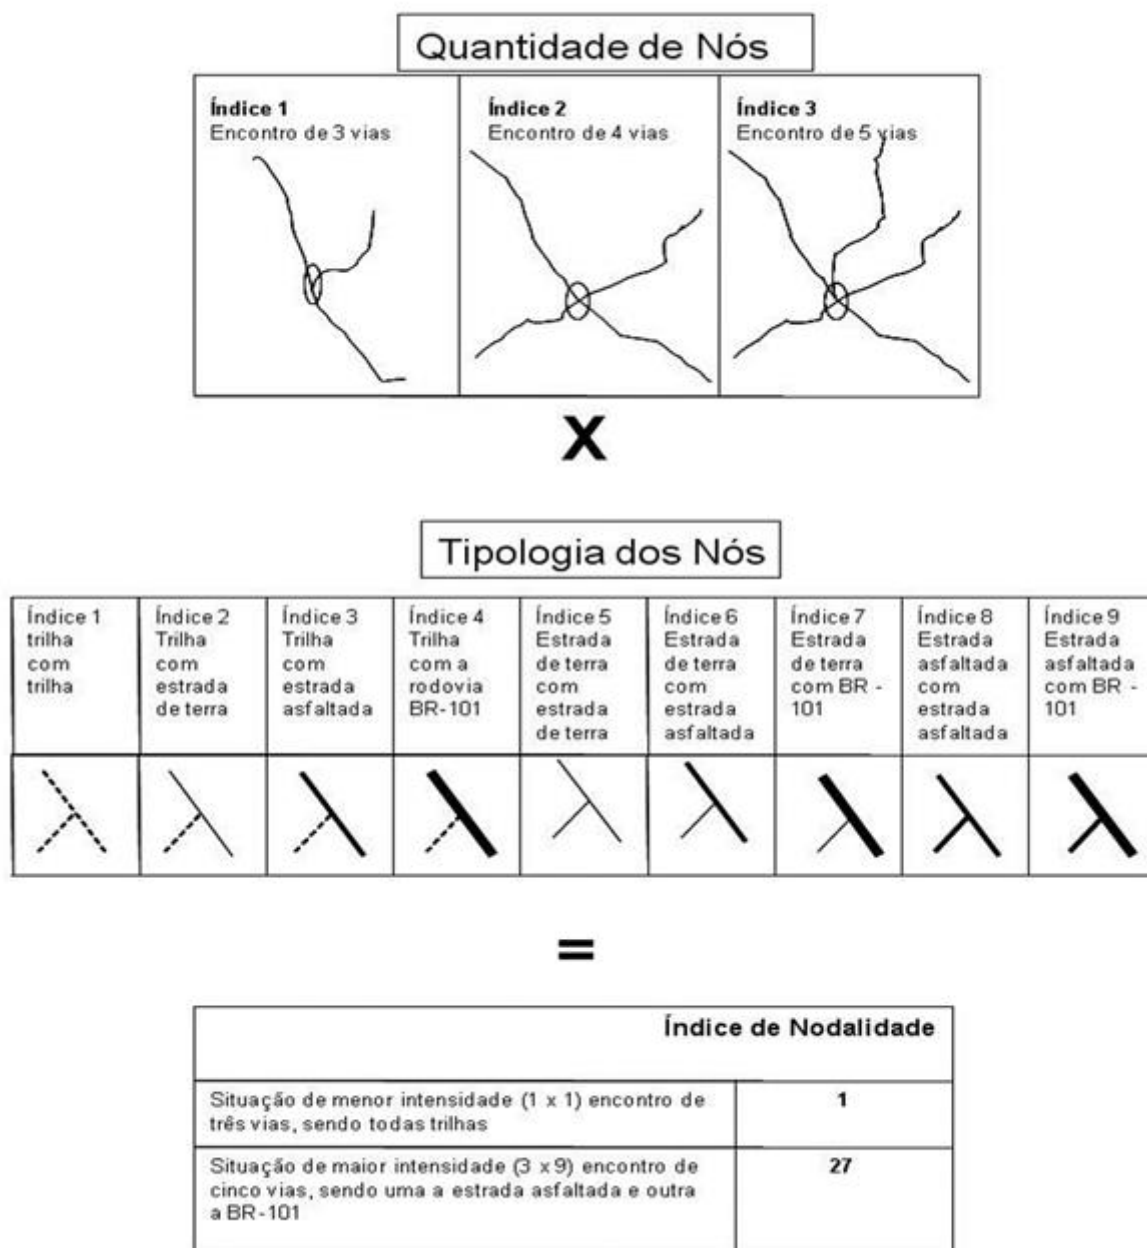 Quantidade de Nós
Índice 1
Encontro de 3 vias
Índice 2
Encontro de 4 vias
Índice 3
Encontro de 5 vias
X
Tipologia dos Nós
Índice 1
trilha
com
trilha
Índice 2
Trilha
com
estrada
de terra
Índice 3
Trilha
com
estrada
asfaltada
Índice 4
Trilha
com a
rodovia
BR-101
Índice 5
Estrada
de terra
com
estrada
de terra
Índice 6
Estrada
de terra
com
estrada
asfaltada
Índice 7
Estrada
de terra
com BR -
101
Índice 8
Estrada
asfaltada
com
estrada
asfaltada
Índice 9
Estrada
asfaltada
com BR -
101
=
Índice de Nodalidade
Situação de menor intensidade (1 x 1) encontro de
três vias, sendo todas trilhas
1
Situação de maior intensidade (3 x 9) encontro de
cinco vias, sendo uma a estrada asfaltada e outra
a BR-101
27